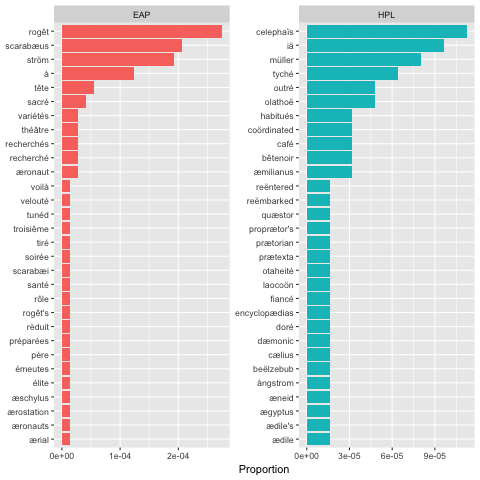 EAP
rogêt
scarabæus
ström
à
tête
sacré
variétés
théâtre
recherchés
recherché
æronaut
voilà
velouté
tunéd
troisiême
tiré
soirée
scarabæi
santé
rôle
rogêt's
rèduit
préparées
père
émeutes
élite
æschylus
ærostation
æronauts
ærial
0e+00 1e-04 2e-04
HPL
celephaïs
iä
müller
tyché
outré
olathoë
habitués
coördinated
café
bêtenoir
æmilianus
reëntered
reëmbarked
quæstor
proprætor's
prætorian
prætexta
otaheité
laocoön
fiancé
encyclopædias
doré
dæmonic
cælius
beëlzebub
ångstrom
æneid
ægyptus
ædile's
ædile
0e+00 3e-05 6e-05 9e-05
Proportion